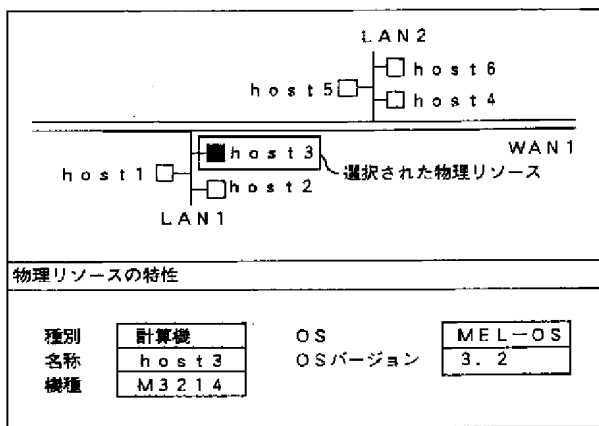 LAN2
host6
host5
host4
WAN1
host3
選択された物理リソース
host1
host2
LAN1
物理リソースの特性
種別 計算機 OS MEL-OS
名称 host3 OSバージョン 3.2
機種 M3214